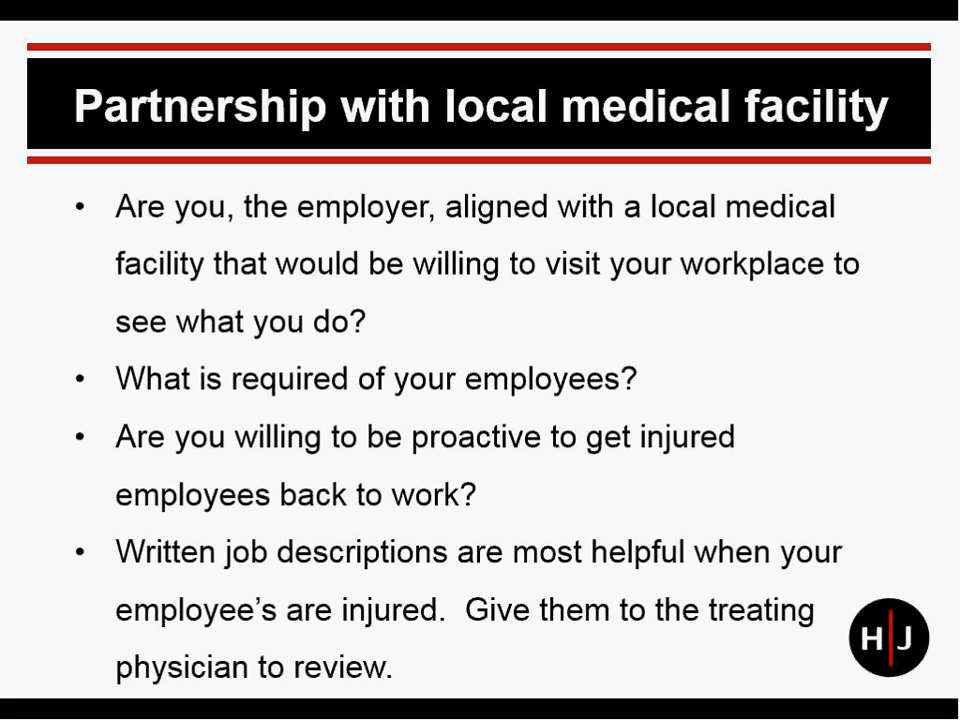 Partnership with local medical facility
• Are you, the employer, aligned with a local medical
facility that would be willing to visit your workplace to
see what you do?
• What is required of your employees?
• Are you willing to be proactive to get injured
employees back to work?
• Written job descriptions are most helpful when your
employee’s are injured.  Give them to the treating
physician to review.
H|J